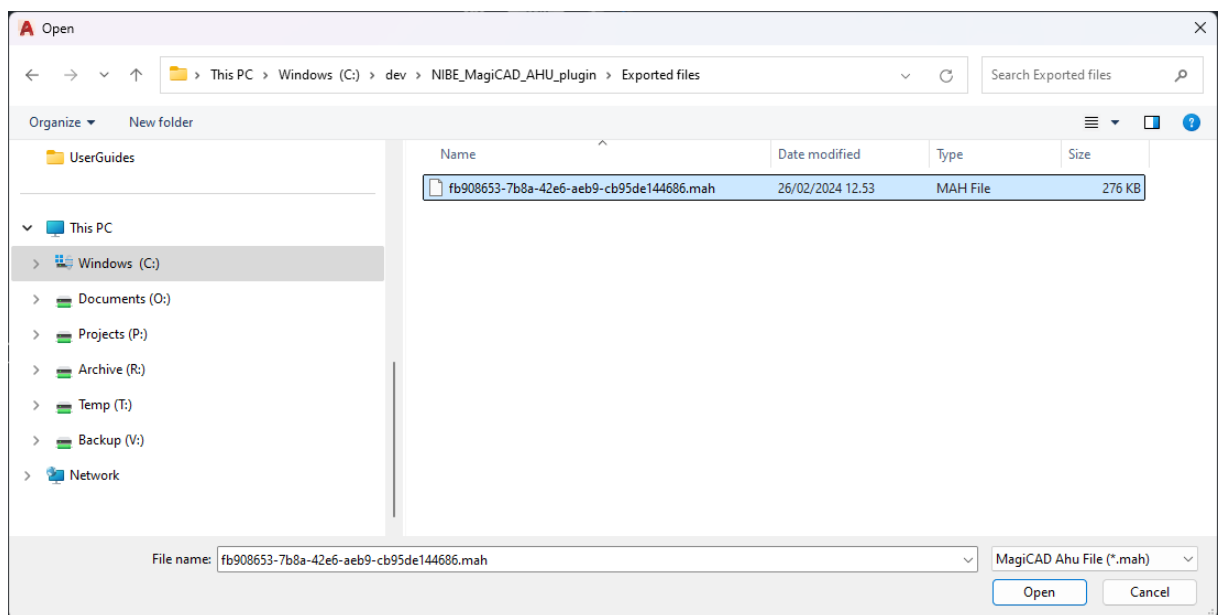 Open
This PC > Windows (C:) > dev > NIBE_MagiCAD_AHU_plugin > Exported files
Search Exported files
Organize
New folder
UserGuides
This PC
Windows (C:)
Documents (O:)
Projects (P:)
Archive (R:)
Temp (T:)
Backup (V:)
Network
Name Date modified Type Size
fb908653-7b8a-42e6-aeb9-cb95de144686.mah 26/02/2024 12.53 MAH File 276 KB
File name: fb908653-7b8a-42e6-aeb9-cb95de144686.mah MagiCAD Ahu File (*.mah)
Open Cancel